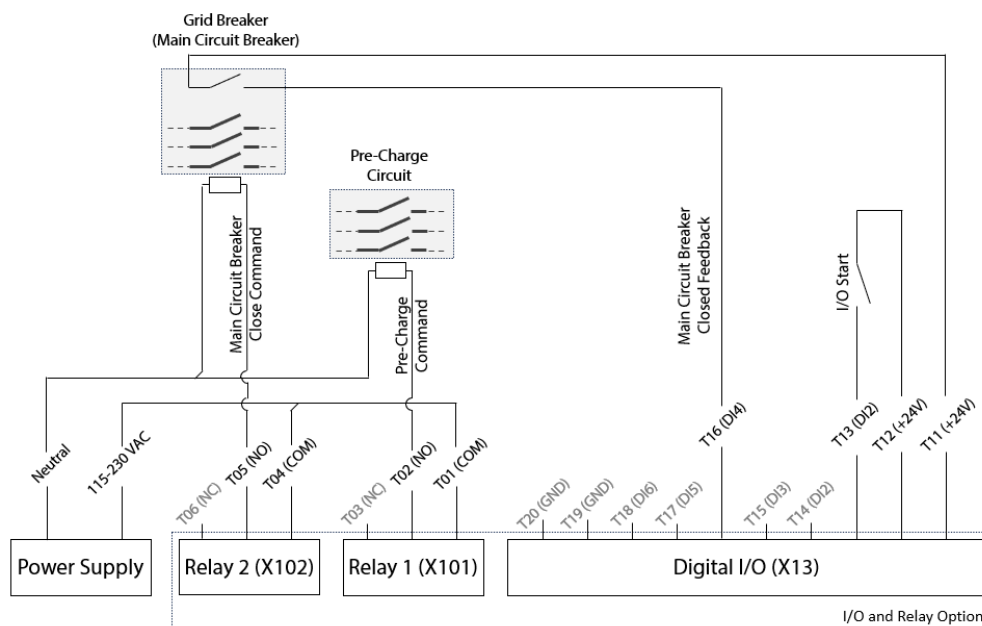 Grid Breaker
(Main Circuit Breaker)
Pre-Charge
Circuit
Main Circuit Breaker
Close Command
Pre-Charge
Command
Main Circuit Breaker
Closed Feedback
I/O Start
Neutral
115-230 VAC
T06 (NC)
T05 (NO)
T04 (COM)
T03 (NC)
T02 (NO)
T01 (COM)
T20 (GND)
T19 (GND)
T18 (DI6)
T17 (DI5)
T16 (DI4)
T15 (DI3)
T14 (DI2)
T13 (DI2)
T12 (+24V)
T11 (+24V)
Power Supply
Relay 2 (X102)
Relay 1 (X101)
Digital I/O (X13)
I/O and Relay Option